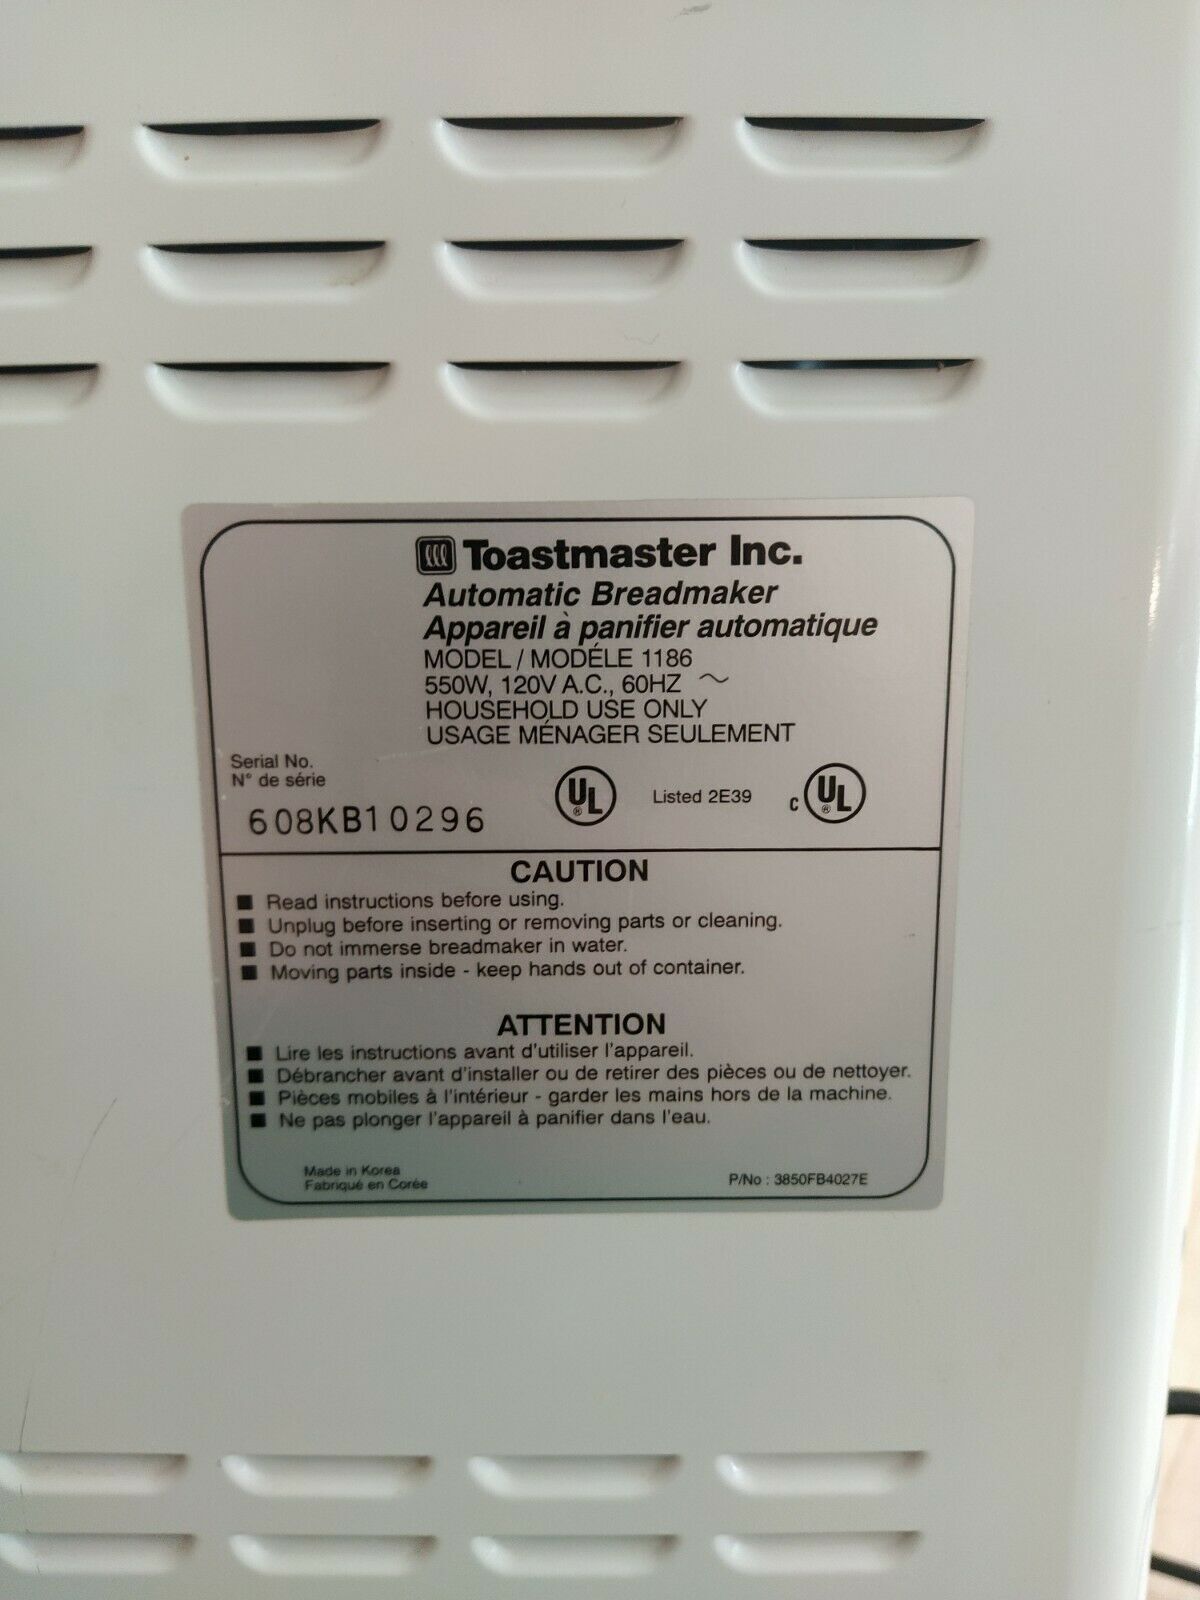 Toastmaster Inc.
Automatic Breadmaker
Appareil à panifier automatique
MODEL / MODÉLE 1186
550W, 120V A.C., 60HZ ~
HOUSEHOLD USE ONLY
USAGE MÉNAGER SEULEMENT
Serial No.
N° de série
608KB10296
UL ® Listed 2E39 C UL ®
CAUTION
■ Read instructions before using.
■ Unplug before inserting or removing parts or cleaning.
■ Do not immerse breadmaker in water.
■ Moving parts inside - keep hands out of container.
ATTENTION
■ Lire les instructions avant d'utiliser l'appareil.
■ Débrancher avant d'installer ou de retirer des pièces ou de nettoyer.
■ Pièces mobiles à l'intérieur - garder les mains hors de la machine.
■ Ne pas plonger l'appareil à panifier dans l'eau.
Made in Korea
Fabriqué en Corée
P/No : 3850FB4027E